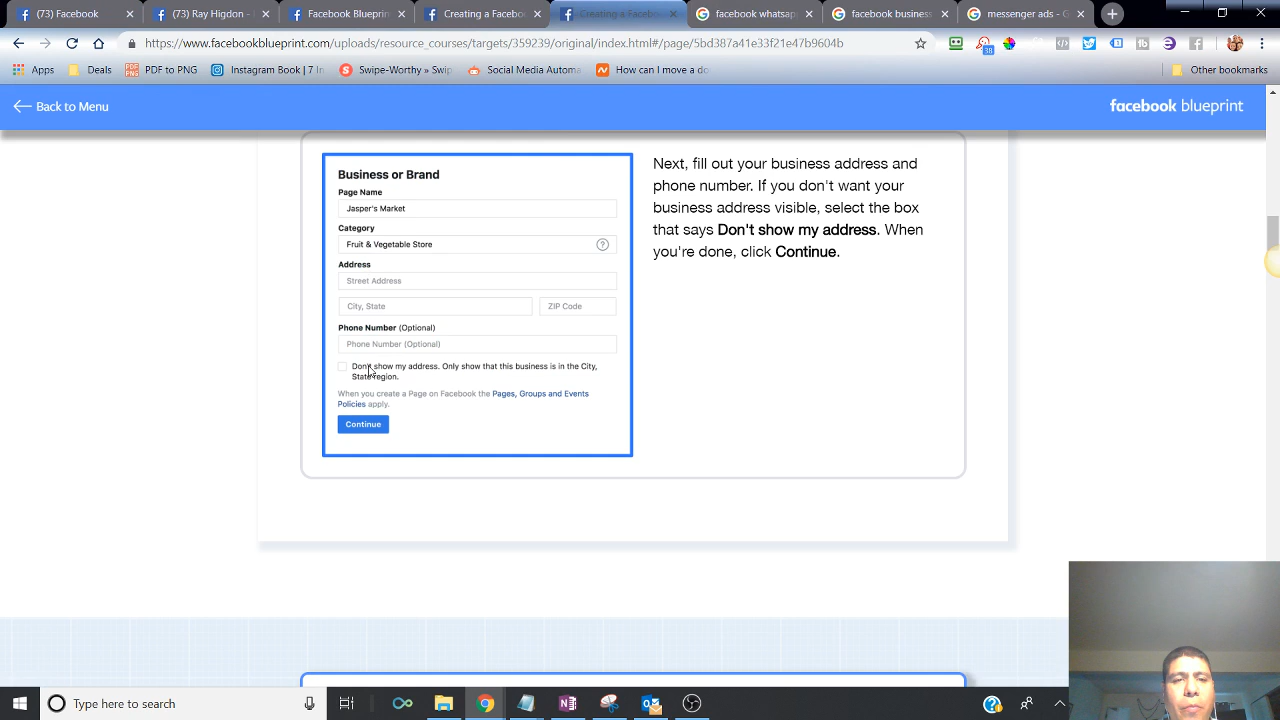 (73) Facebook
(73) Ray Higdon -
Facebook Blueprin
Creating a Facebo
Creating a Facebo
facebook whatsap
facebook business
messenger ads - G
https://www.facebookblueprint.com/uploads/resource_courses/targets/359239/original/index.html#/page/5bd387a41e33f21e47b9604b
38
Apps
Deals
PDF to PNG
Instagram Book | 7 In
Swipe-Worthy » Swip
Social Media Automa
How can I move a do
Other bookmarks
Back to Menu
facebook blueprint
Business or Brand
Page Name
Jasper's Market
Category
Fruit & Vegetable Store
?
Address
Street Address
City, State
ZIP Code
Phone Number (Optional)
Phone Number (Optional)
Don't show my address. Only show that this business is in the City,
State region.
When you create a Page on Facebook the Pages, Groups and Events
Policies apply.
Continue
Next, fill out your business address and
phone number. If you don't want your
business address visible, select the box
that says Don't show my address. When
you're done, click Continue.
Type here to search